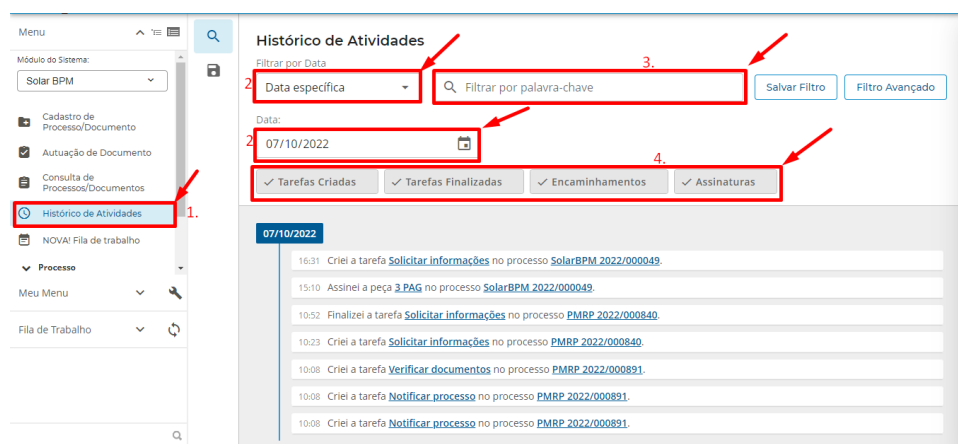 Menu
Módulo do Sistema:
Solar BPM
Cadastro de
Processo/Documento
Autuação de Documento
Consulta de
Processos/Documentos
Histórico de Atividades
1.
NOVA! Fila de trabalho
Processo
Meu Menu
Fila de Trabalho
Histórico de Atividades
Filtrar por Data
3.
2
Data específica
Filtrar por palavra-chave
Salvar Filtro
Filtro Avançado
Data:
2
07/10/2022
4.
Tarefas Criadas
Tarefas Finalizadas
Encaminhamentos
Assinaturas
07/10/2022
16:31 Criei a tarefa Solicitar informações no processo SolarBPM 2022/000049.
15:10 Assinei a peça 3 PAG no processo SolarBPM 2022/000049.
10:52 Finalizei a tarefa Solicitar informações no processo PMRP 2022/000840.
10:23 Criei a tarefa Solicitar informações no processo PMRP 2022/000840.
10:08 Criei a tarefa Verificar documentos no processo PMRP 2022/000891.
10:08 Criei a tarefa Notificar processo no processo PMRP 2022/000891.
10:08 Criei a tarefa Notificar processo no processo PMRP 2022/000891.